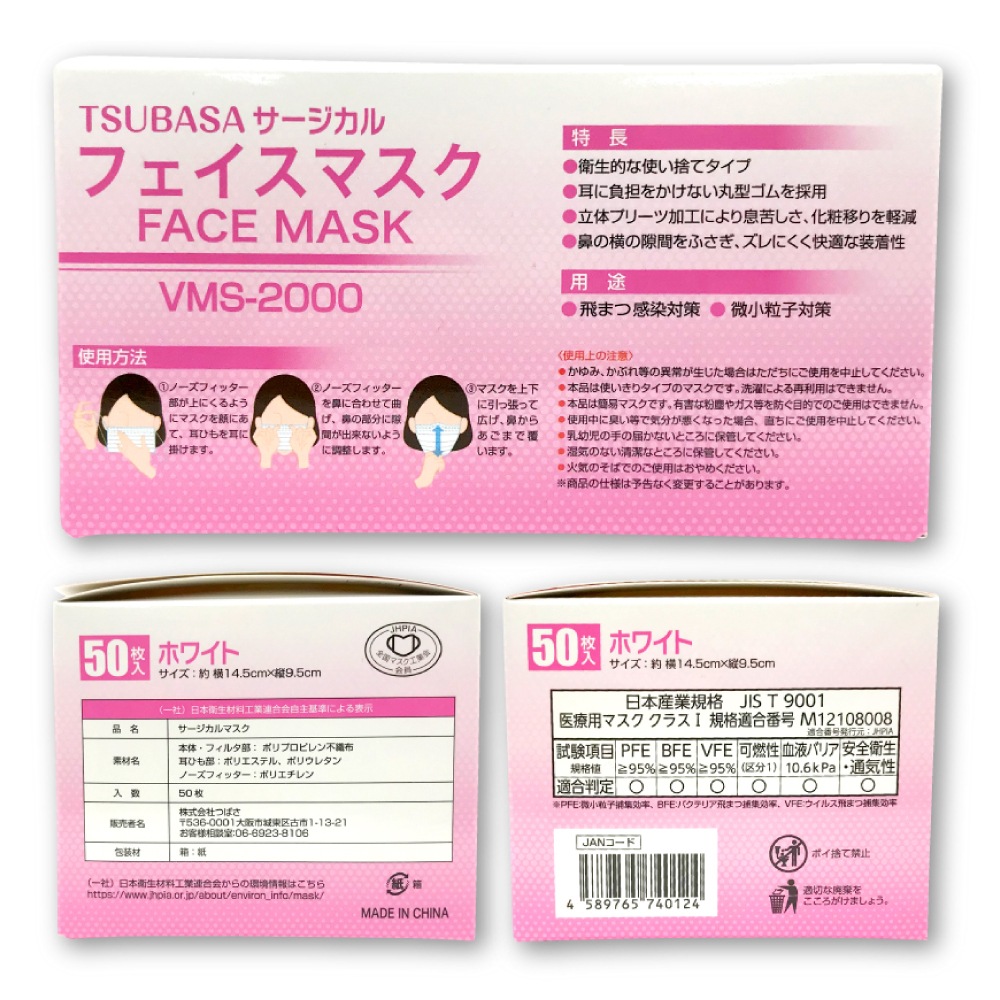 TSUBASA サージカル
フェイスマスク
FACE MASK
VMS-2000
使用方法
①ノーズフィッター
部が上にくるよう
にマスクを顔にあ
て、耳ひもを耳に
掛けます。
②ノーズフィッター
を鼻に合わせて曲
げ、鼻の部分に隙
間が出来ないよう
に調整します。
③マスクを上下
に引っ張って
広げ、鼻から
あごまで覆
います。
特長
●衛生的な使い捨てタイプ
●耳に負担をかけない丸型ゴムを採用
●立体プリーツ加工により息苦しさ、化粧移りを軽減
●鼻の横の隙間をふさぎ、ズレにくく快適な装着性
用途
●飛まつ感染対策 ●微小粒子対策
〈使用上の注意〉
●かゆみ、かぶれ等の異常が生じた場合はただちにご使用を中止してください。
●本品は使いきりタイプのマスクです。洗濯による再利用はできません。
●本品は簡易マスクです。有害な粉塵やガス等を防ぐ目的でのご使用はできません。
●使用中に臭い等で気分が悪くなった場合、直ちにご使用を中止してください。
●乳幼児の手の届かないところに保管してください。
●湿気のない清潔なところに保管してください。
●火気のそばでのご使用はおやめください。
※商品の仕様は予告なく変更することがあります。
50枚入 ホワイト
サイズ：約 横14.5cm×縦9.5cm
JHPIA
全国マスク工業会
会員
（一社）日本衛生材料工業連合会自主基準による表示
品名 サージカルマスク
素材名 本体・フィルタ部：ポリプロピレン不織布
耳ひも部：ポリエステル、ポリウレタン
ノーズフィッター：ポリエチレン
入数 50枚
販売者名 株式会社つばさ
〒536-0001大阪市城東区古市1-13-21
お客様相談室:06-6923-8106
包装材 箱：紙
（一社）日本衛生材料工業連合会からの環境情報はこちら
https://www.jhpia.or.jp/about/environ_info/mask/
紙 箱
MADE IN CHINA
50枚入 ホワイト
サイズ：約 横14.5cm×縦9.5cm
日本産業規格 JIS T 9001
医療用マスク クラスⅠ 規格適合番号 M12108008
適合番号発行元：JHPIA
試験項目 PFE BFE VFE 可燃性 血液バリア 安全衛生
規格値 ≧95% ≧95% ≧95% (区分1) 10.6kPa ・通気性
適合判定 ○ ○ ○ ○ ○ ○
※PFE:微小粒子捕集効率、BFE:バクテリア飛まつ捕集効率、VFE:ウイルス飛まつ捕集効率
JANコード
4 589765 740124
ポイ捨て禁止
適切な廃棄を
こころがけましょう。